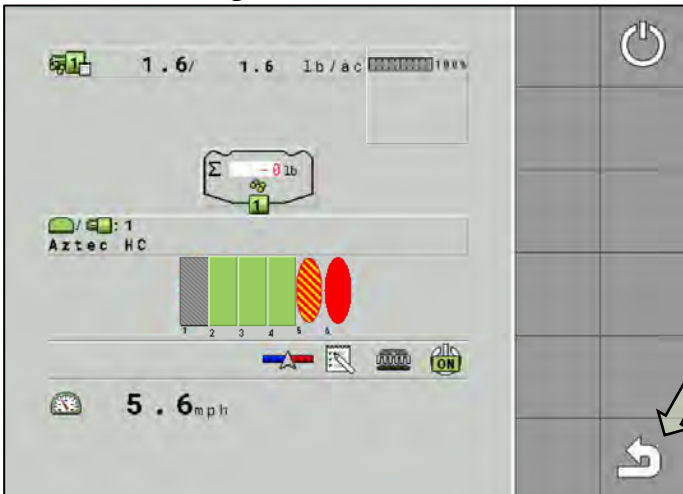 1 1.6/ 1.6 lb/ac 100%
Σ -0 lb
1
/ : 1
Aztec HC
1 2 3 4 5 6
ON
5.6mph